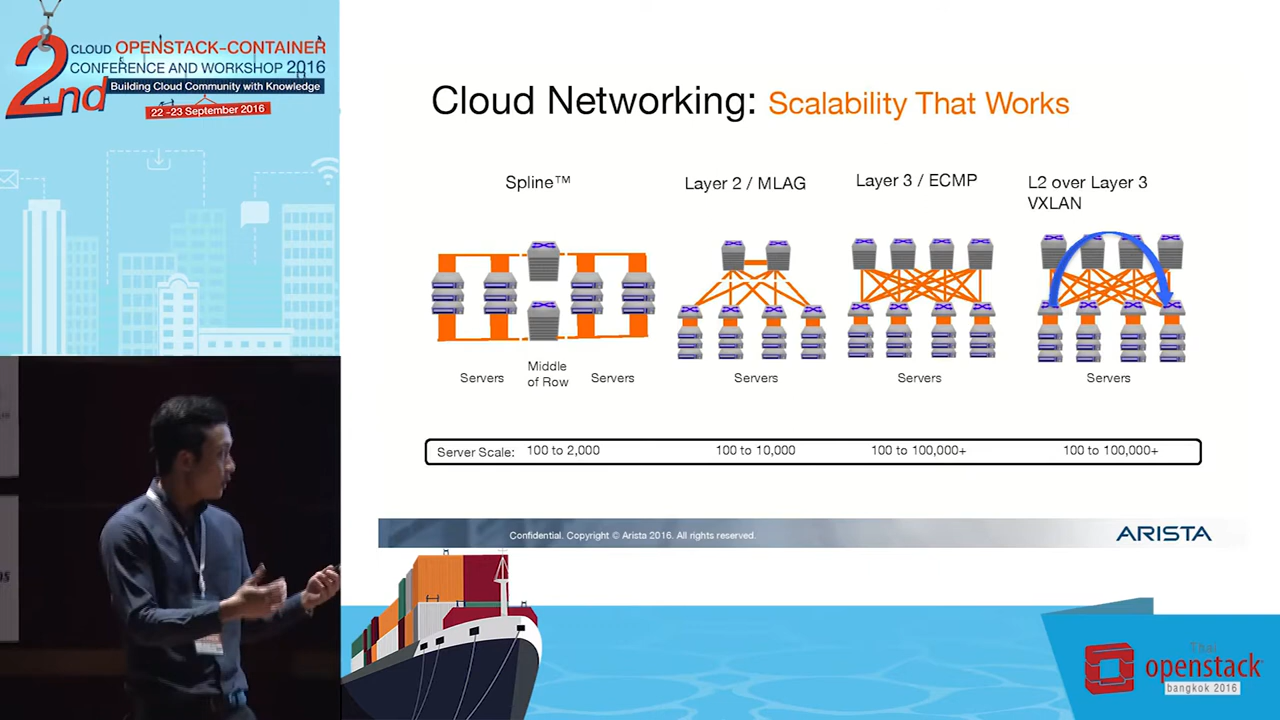 2nd
CLOUD OPENSTACK-CONTAINER
CONFERENCE AND WORKSHOP 2016
Building Cloud Community with Knowledge
22 -23 September 2016
Cloud Networking: Scalability That Works
Spline™
Layer 2 / MLAG
Layer 3 / ECMP
L2 over Layer 3
VXLAN
Servers
Middle
of Row
Servers
Servers
Servers
Servers
Server Scale: 100 to 2,000 100 to 10,000 100 to 100,000+ 100 to 100,000+
Confidential. Copyright © Arista 2016. All rights reserved.
ARISTA
Thai
openstack
bangkok 2016